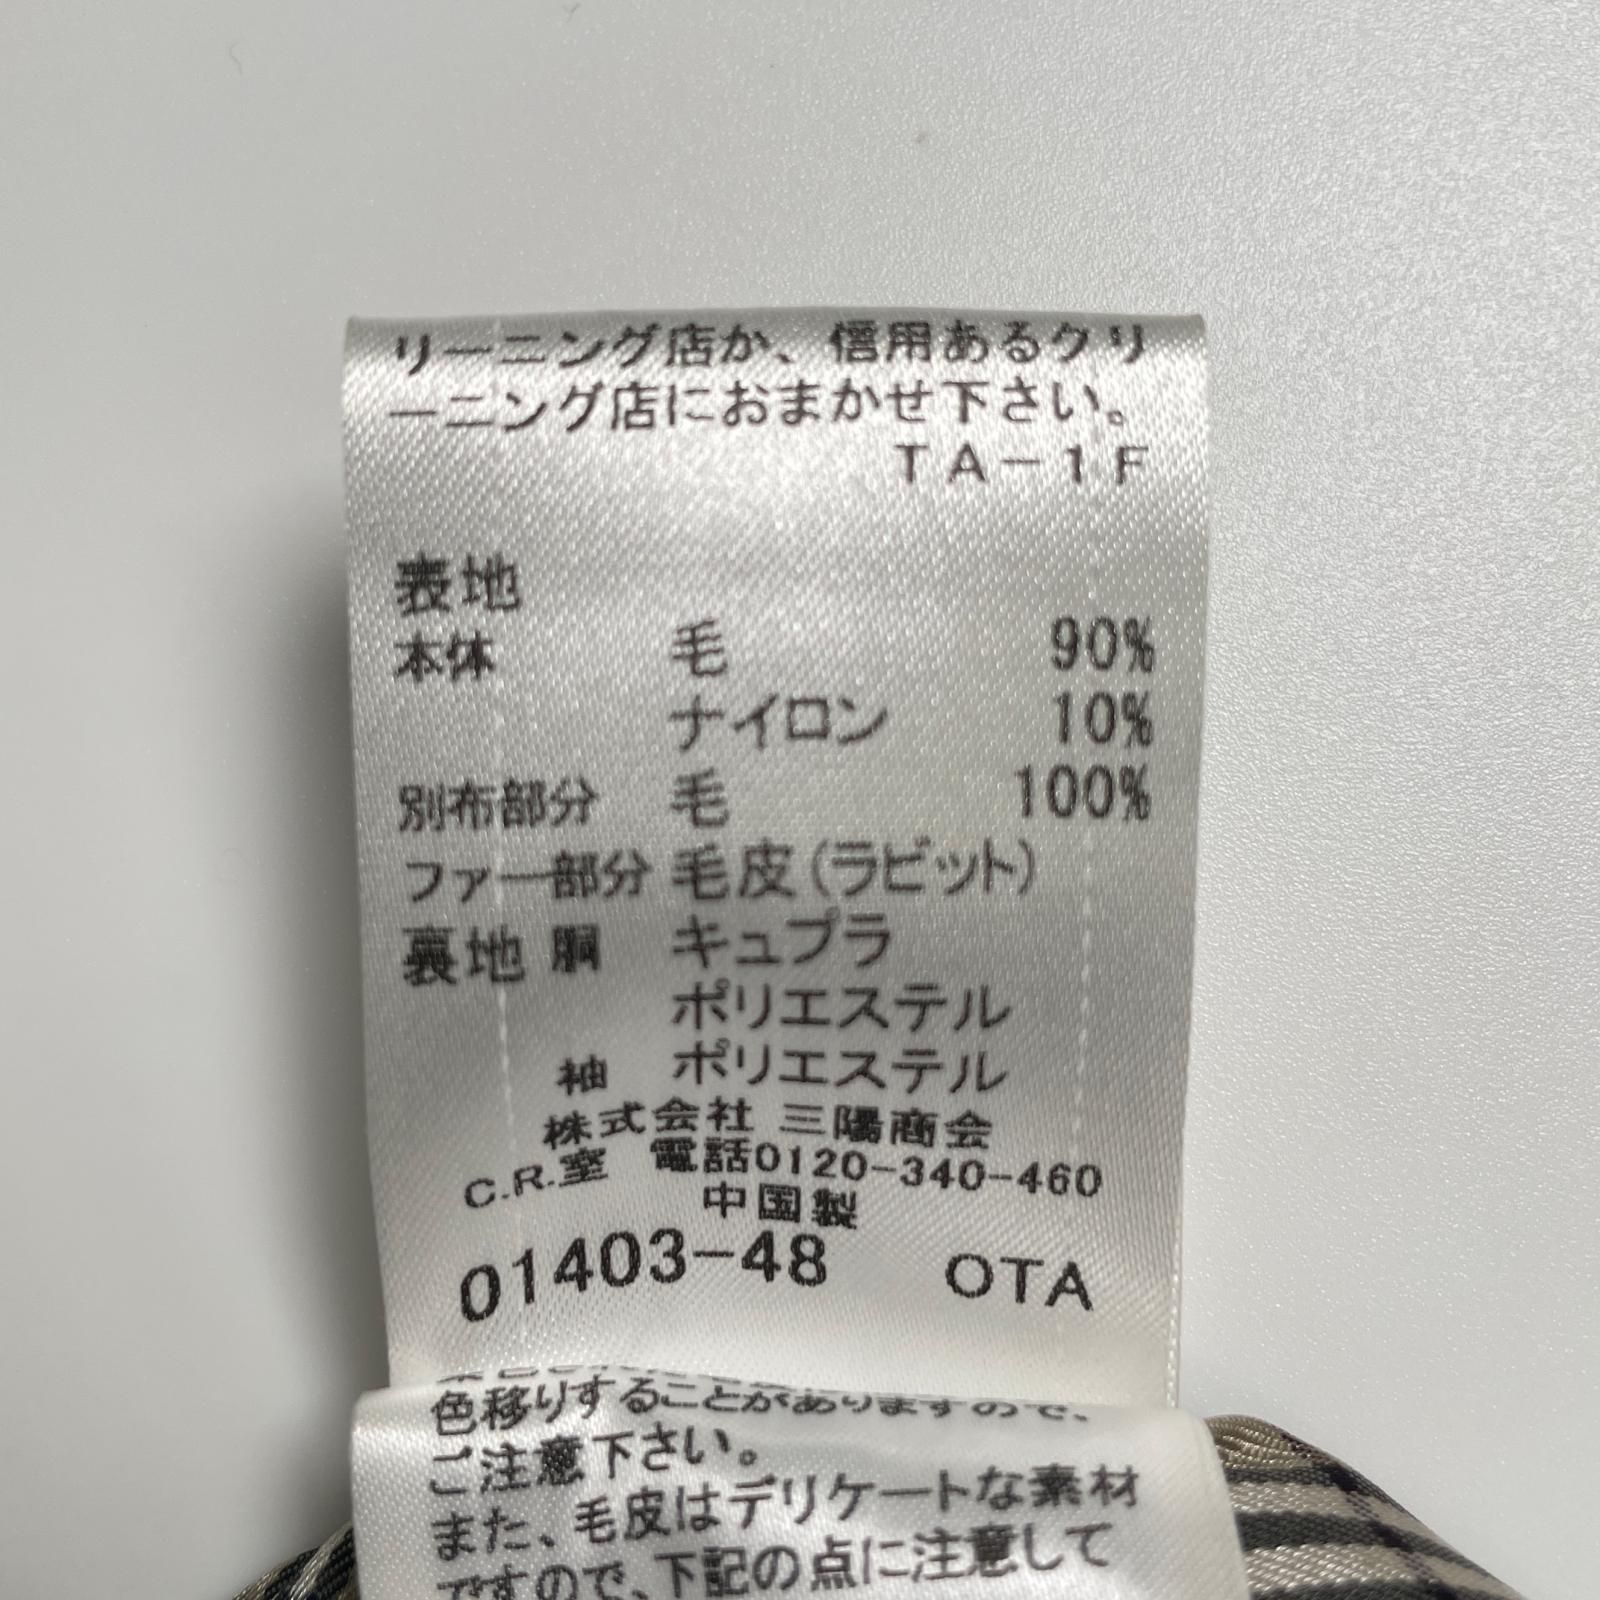 リーニング店か、信用あるクリ
ーニング店におまかせ下さい。
TA-1F
表地
本体 毛 90%
ナイロン 10%
別布部分 毛 100%
ファー部分 毛皮(ラビット)
裏地 胴 キュプラ
ポリエステル
袖 ポリエステル
株式会社 三陽商会
C.R.室 電話0120-340-460
中国製
01403-48 OTA
色移りすることがありますので、
ご注意下さい。
また、毛皮はデリケートな素材
ですので、下記の点に注意して